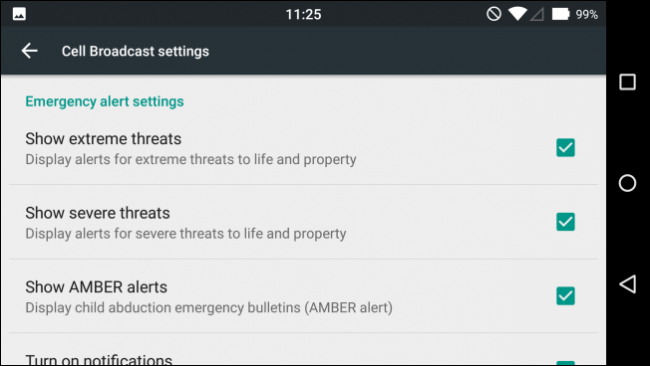 11:25
99%
Cell Broadcast settings
Emergency alert settings
Show extreme threats
Display alerts for extreme threats to life and property
Show severe threats
Display alerts for severe threats to life and property
Show AMBER alerts
Display child abduction emergency bulletins (AMBER alert)
Turn on notifications